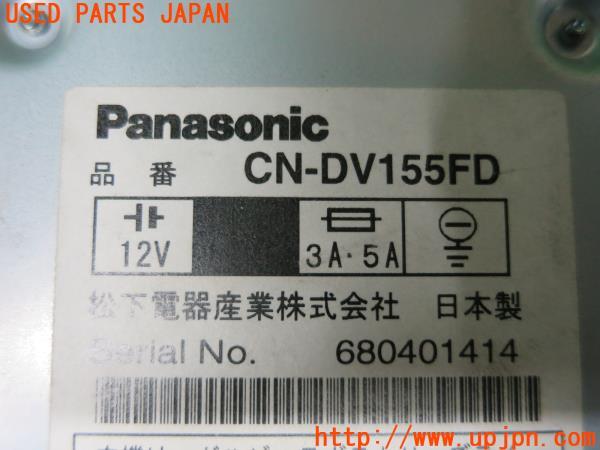 USED PARTS JAPAN
Panasonic
品番 CN-DV155FD
12V 3A・5A
松下電器産業株式会社 日本製
Serial No. 680401414
http://www.upjpn.com